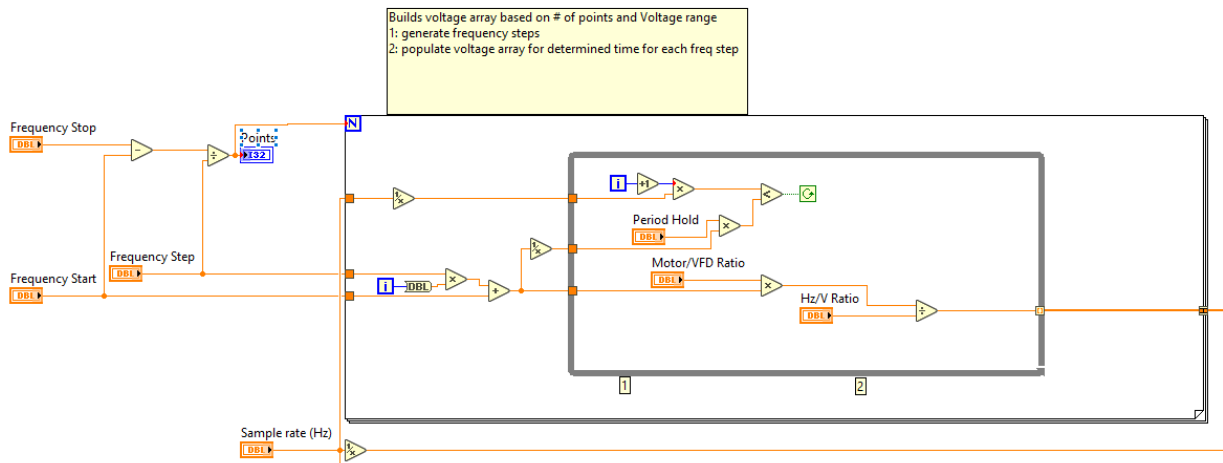 Builds voltage array based on # of points and Voltage range
1: generate frequency steps
2: populate voltage array for determined time for each freq step
Frequency Stop
DBL
Points
I32
N
i
+1
Period Hold
DBL
Frequency Step
DBL
Motor/VFD Ratio
DBL
Frequency Start
DBL
i
DBL
Hz/V Ratio
DBL
1
2
Sample rate (Hz)
DBL